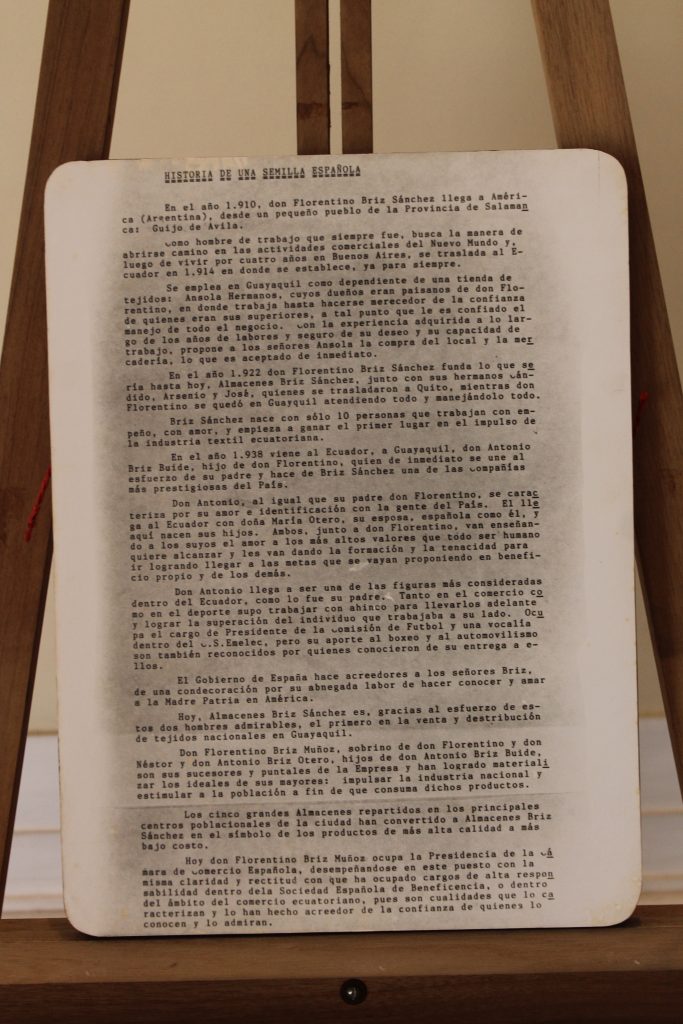 HISTORIA DE UNA SEMILLA ESPAÑOLA
En el año 1.910, don Florentino Briz Sánchez llega a Améri-
ca (Argentina), desde un pequeño pueblo de la Provincia de Salaman
ca: Guijo de Avila.
Como hombre de trabajo que siempre fue, busca la manera de
abrirse camino en las actividades comerciales del Nuevo Mundo y,
luego de vivir por cuatro años en Buenos Aires, se traslada al E-
cuador en 1.914 en donde se establece, ya para siempre.
Se emplea en Guayaquil como dependiente de una tienda de
tejidos: Ansola Hermanos, cuyos dueños eran paisanos de don Flo-
rentino, en donde trabaja hasta hacerse merecedor de la confianza
de quienes eran sus superiores, a tal punto que le es confiado el
manejo de todo el negocio. Con la experiencia adquirida a lo lar-
go de los años de labores y seguro de su deseo y su capacidad de
trabajo, propone a los señores Ansola la compra del local y la mer
cadería, lo que es aceptado de inmediato.
En el año 1.922 don Florentino Briz Sánchez funda lo que se
ría hasta hoy, Almacenes Briz Sánchez, junto con sus hermanos Cán-
dido, Arsenio y José, quienes se trasladaron a Quito, mientras don
Florentino se quedó en Guayaquil atendiendo todo y manejándolo todo.
Briz Sánchez nace con sólo 10 personas que trabajan con em-
peño, con amor, y empieza a ganar el primer lugar en el impulso de
la industria textil ecuatoriana.
En el año 1.938 viene al Ecuador, a Guayaquil, don Antonio
Briz Buide, hijo de don Florentino, quien de inmediato se une al
esfuerzo de su padre y hace de Briz Sánchez una de las Compañías
más prestigiosas del País.
Don Antonio, al igual que su padre don Florentino, se carac
teriza por su amor e identificación con la gente del País. El lle
ga al Ecuador con doña María Otero, su esposa, española como él, y
aquí nacen sus hijos. Ambos, junto a don Florentino, van enseñan-
do a los suyos el amor a los más altos valores que todo ser humano
quiere alcanzar y les van dando la formación y la tenacidad para
ir logrando llegar a las metas que se vayan proponiendo en benefi-
cio propio y de los demás.
Don Antonio llega a ser una de las figuras más consideradas
dentro del Ecuador, como lo fue su padre. Tanto en el comercio co
mo en el deporte supo trabajar con ahinco para llevarlos adelante
y lograr la superación del individuo que trabajaba a su lado. Ocu
pa el cargo de Presidente de la Comisión de Futbol y una vocalía
dentro del C.S.Emelec, pero su aporte al boxeo y al automovilismo
son también reconocidos por quienes conocieron de su entrega a e-
llos.
El Gobierno de España hace acreedores a los señores Briz,
de una condecoración por su abnegada labor de hacer conocer y amar
a la Madre Patria en América.
Hoy, Almacenes Briz Sánchez es, gracias al esfuerzo de es-
tos dos hombres admirables, el primero en la venta y destribución
de tejidos nacionales en Guayaquil.
Don Florentino Briz Muñoz, sobrino de don Florentino y don
Néstor y don Antonio Briz Otero, hijos de don Antonio Briz Buide,
son sus sucesores y puntales de la Empresa y han logrado materiali
zar los ideales de sus mayores: impulsar la industria nacional y
estimular a la población a fin de que consuma dichos productos.
Los cinco grandes Almacenes repartidos en los principales
centros poblacionales de la ciudad han convertido a Almacenes Briz
Sánchez en el símbolo de los productos de más alta calidad a más
bajo costo.
Hoy don Florentino Briz Muñoz ocupa la Presidencia de la Cá
mara de Comercio Española, desempeñandose en este puesto con la
misma claridad y rectitud con que ha ocupado cargos de alta respon
sabilidad dentro dela Sociedad Española de Beneficencia, o dentro
del ámbito del comercio ecuatoriano, pues son cualidades que lo ca
racterizan y lo han hecho acreedor de la confianza de quienes lo
conocen y lo admiran.